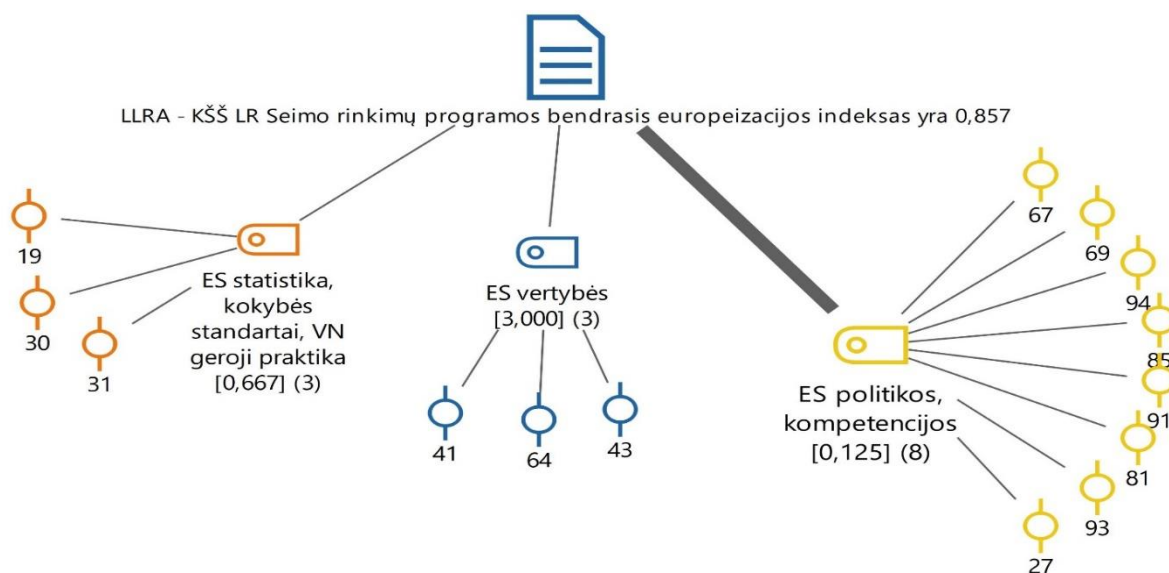 LLRA - KŠŠ LR Seimo rinkimų programos bendrasis europeizacijos indeksas yra 0,857
19
30
31
ES statistika,
kokybės
standartai, VN
geroji praktika
[0,667] (3)
ES vertybės
[3,000] (3)
41
64
43
ES politikos,
kompetencijos
[0,125] (8)
67
69
94
85
91
81
93
27